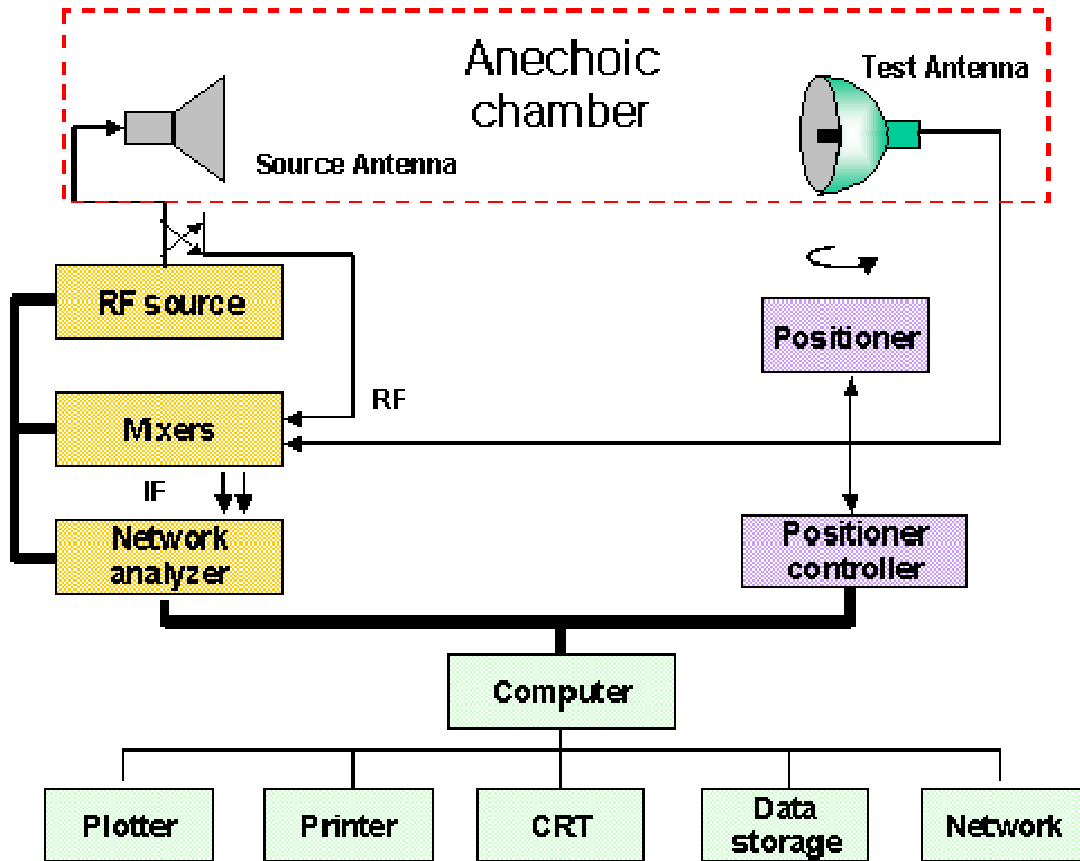 Anechoic
chamber
Test Antenna
Source Antenna
RF source
Positioner
RF
Mixers
IF
Network
analyzer
Positioner
controller
Computer
Plotter
Printer
CRT
Data
storage
Network